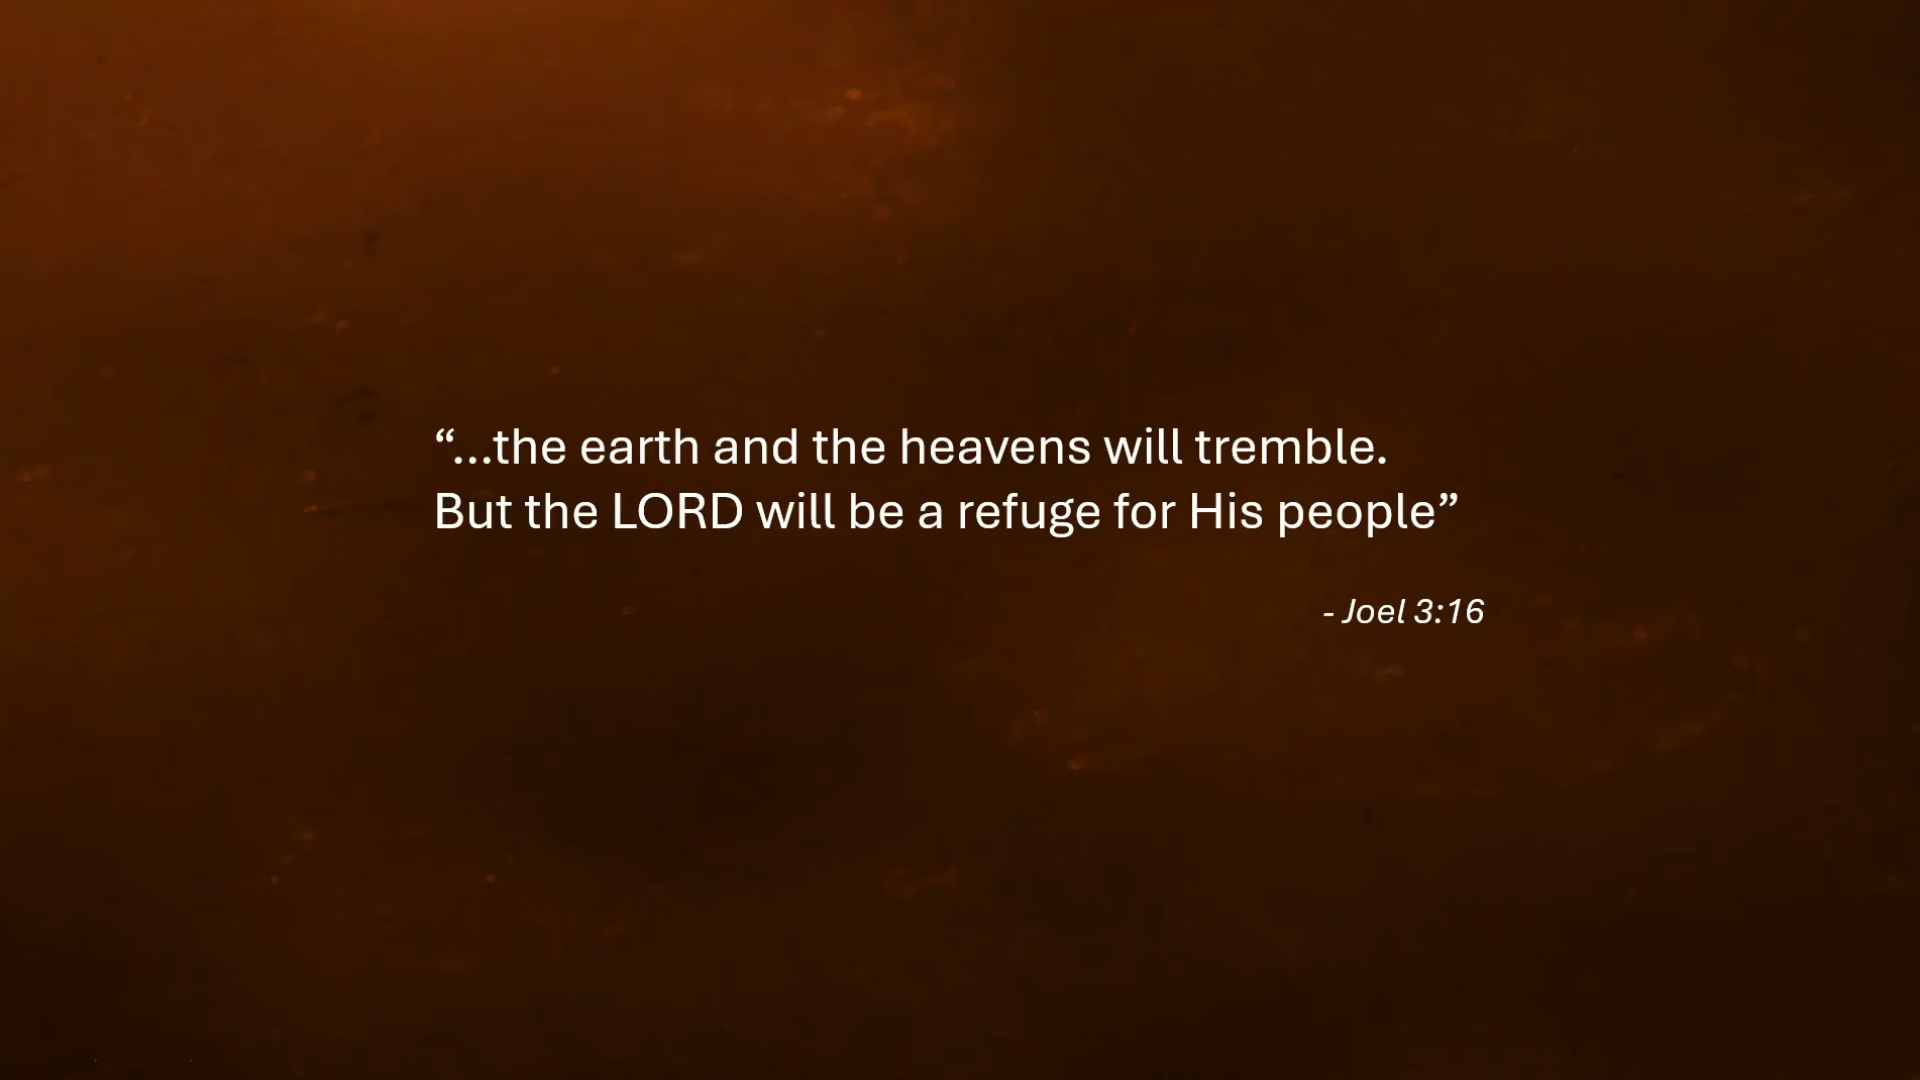 “...the earth and the heavens will tremble.
But the LORD will be a refuge for His people”
- Joel 3:16